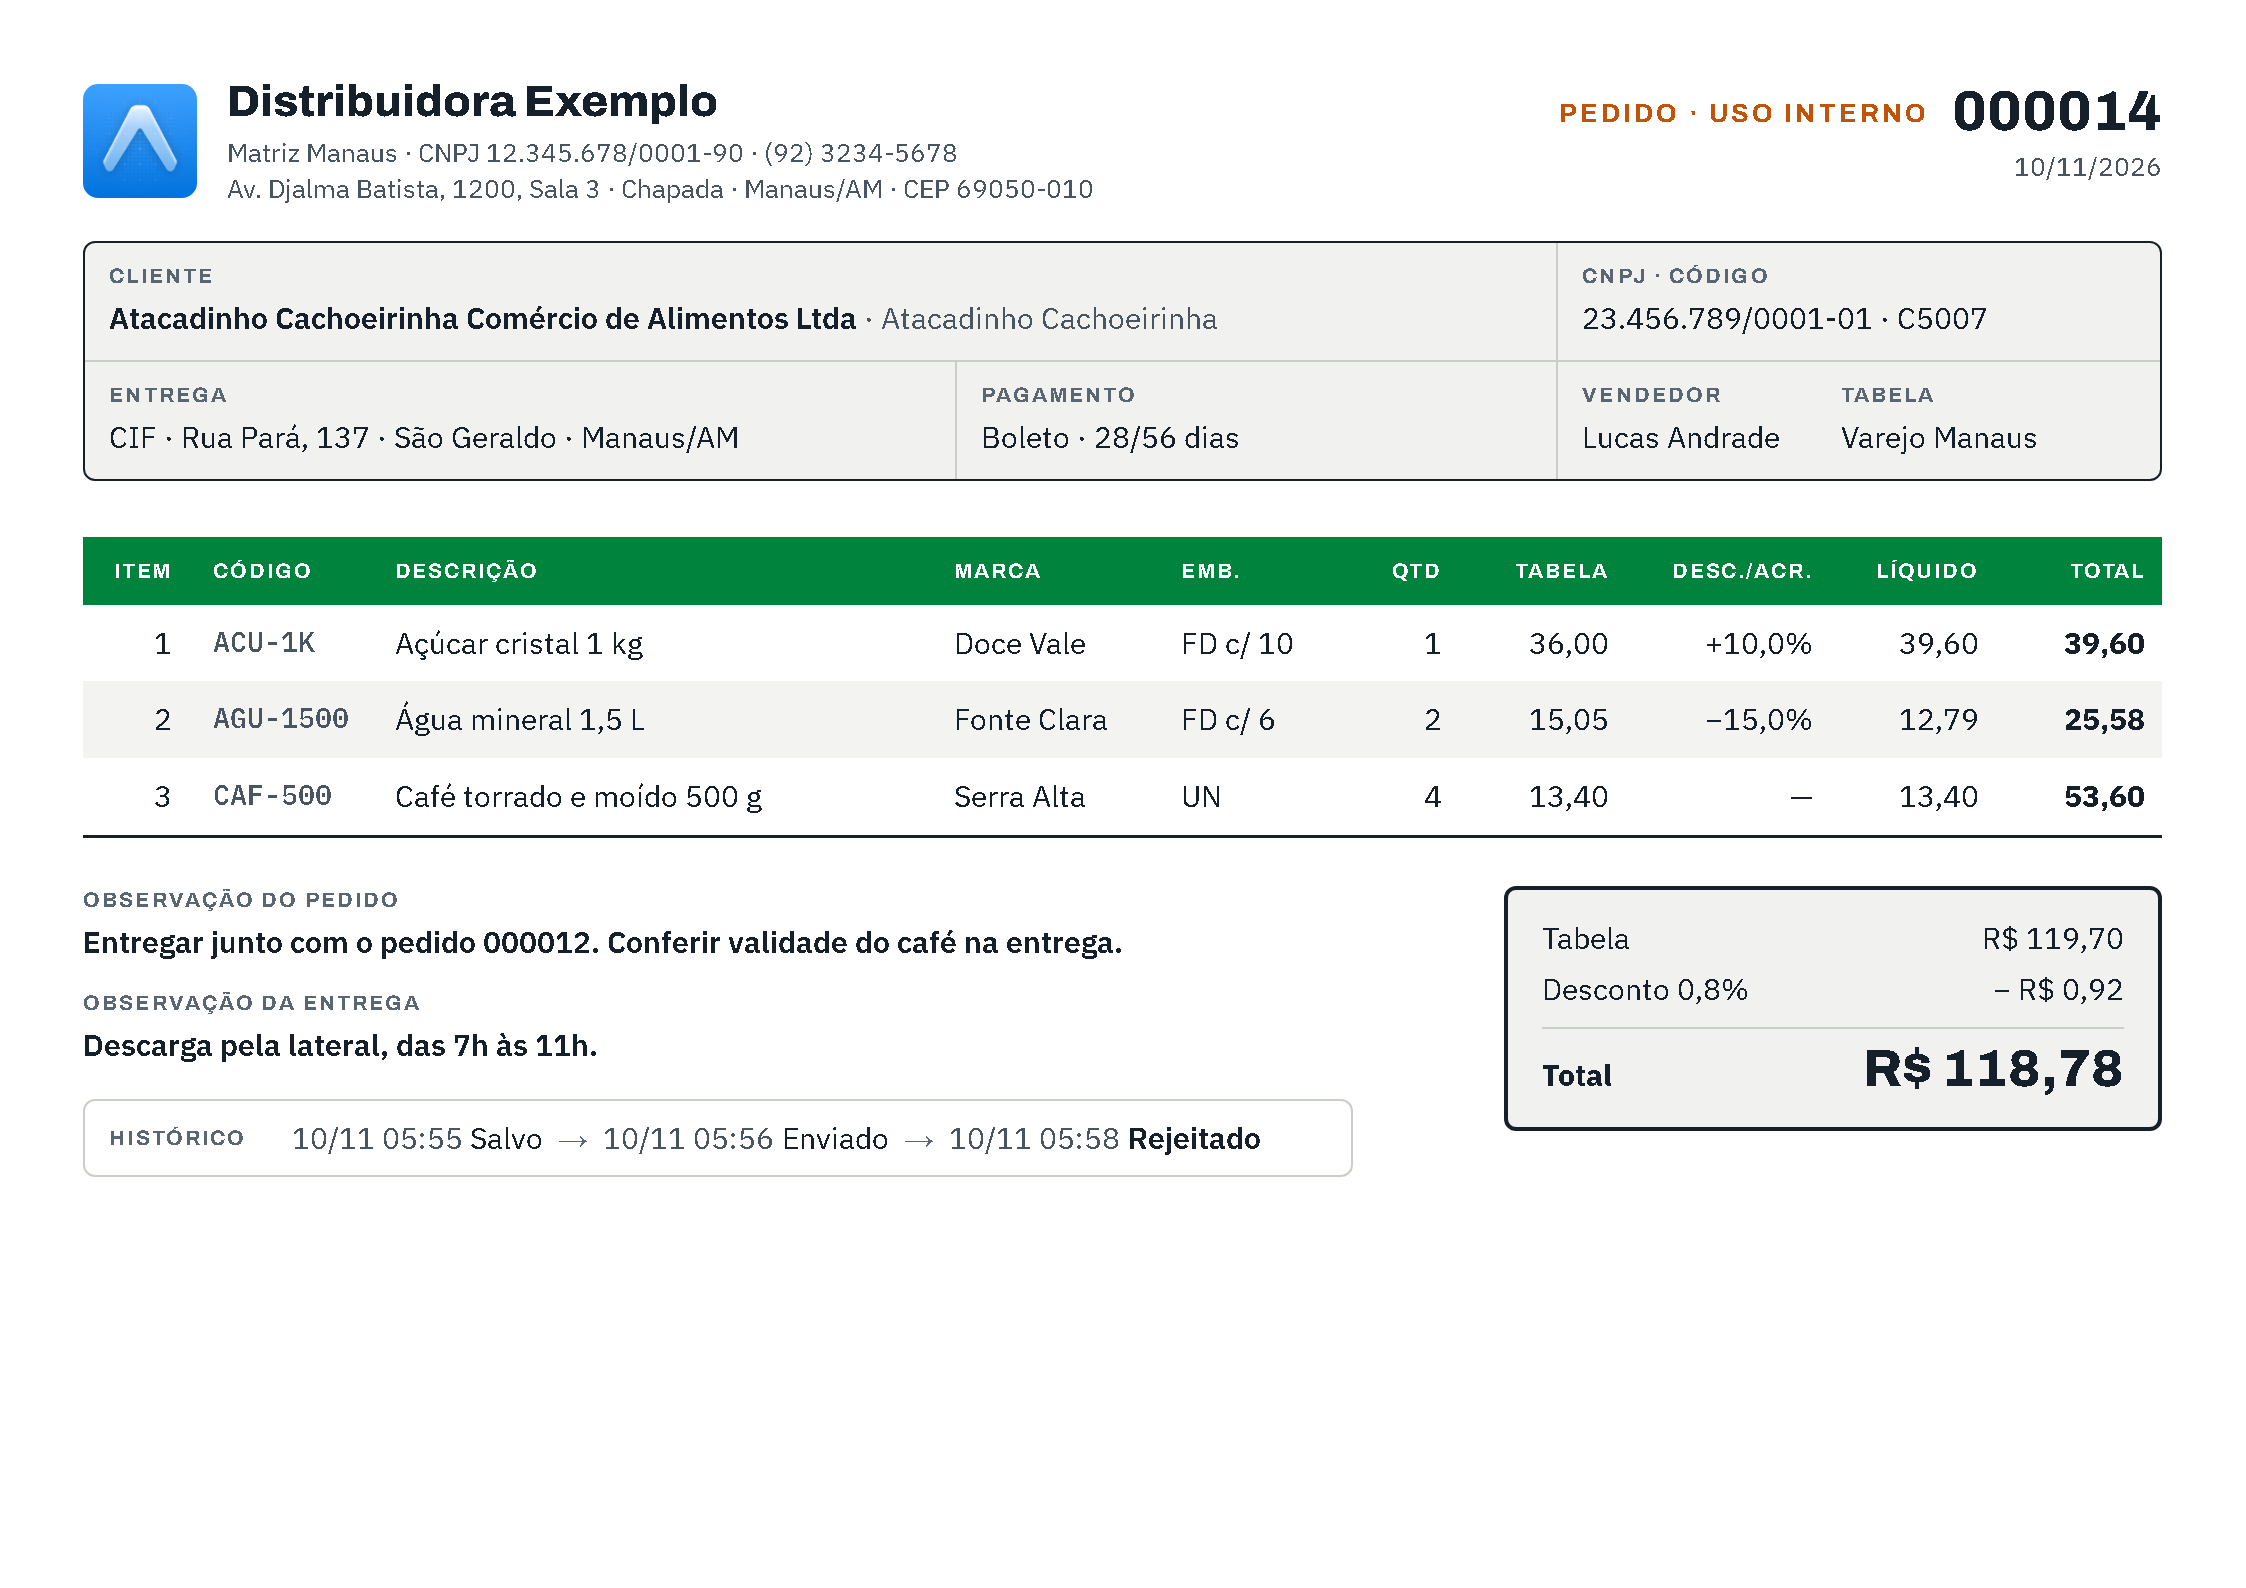 Distribuidora Exemplo
Matriz Manaus · CNPJ 12.345.678/0001-90 · (92) 3234-5678
Av. Djalma Batista, 1200, Sala 3 · Chapada · Manaus/AM · CEP 69050-010
PEDIDO · USO INTERNO 000014
10/11/2026
CLIENTE
Atacadinho Cachoeirinha Comércio de Alimentos Ltda · Atacadinho Cachoeirinha
CNPJ · CÓDIGO
23.456.789/0001-01 · C5007
ENTREGA
CIF · Rua Pará, 137 · São Geraldo · Manaus/AM
PAGAMENTO
Boleto · 28/56 dias
VENDEDOR
Lucas Andrade
TABELA
Varejo Manaus
ITEM CÓDIGO DESCRIÇÃO MARCA EMB. QTD TABELA DESC./ACR. LÍQUIDO TOTAL
1 ACU-1K Açúcar cristal 1 kg Doce Vale FD c/ 10 1 36,00 +10,0% 39,60 39,60
2 AGU-1500 Água mineral 1,5 L Fonte Clara FD c/ 6 2 15,05 −15,0% 12,79 25,58
3 CAF-500 Café torrado e moído 500 g Serra Alta UN 4 13,40 — 13,40 53,60
OBSERVAÇÃO DO PEDIDO
Entregar junto com o pedido 000012. Conferir validade do café na entrega.
OBSERVAÇÃO DA ENTREGA
Descarga pela lateral, das 7h às 11h.
HISTÓRICO 10/11 05:55 Salvo → 10/11 05:56 Enviado → 10/11 05:58 Rejeitado
Tabela R$ 119,70
Desconto 0,8% − R$ 0,92
Total R$ 118,78